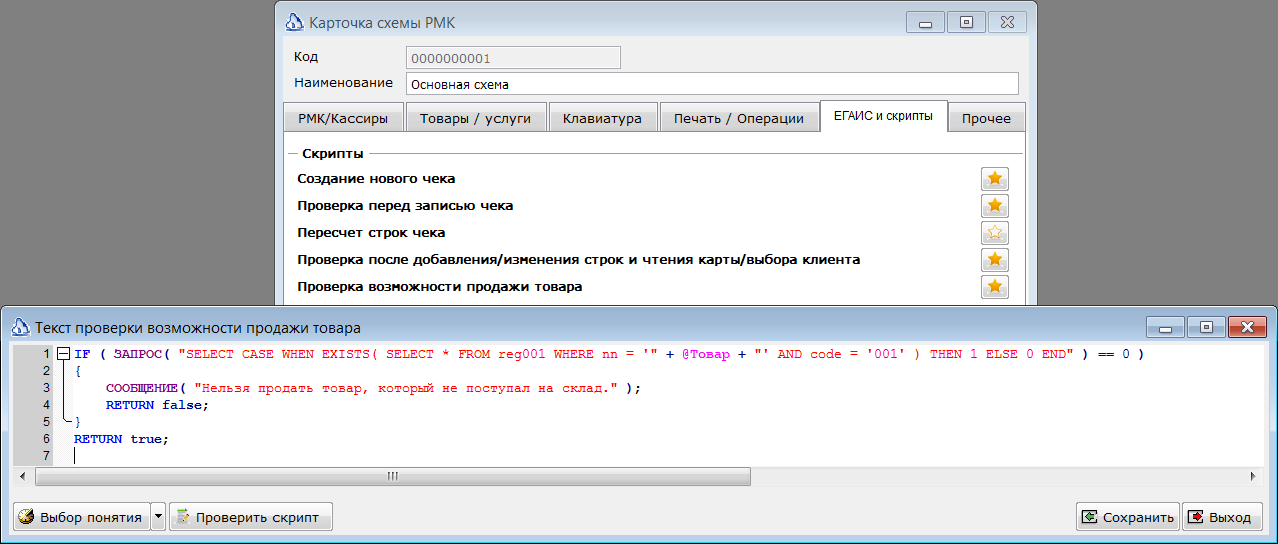 Карточка схемы РМК
Код 0000000001
Наименование Основная схема
РМК/Кассиры Товары / услуги Клавиатура Печать / Операции ЕГАИС и скрипты Прочее
Скрипты
Создание нового чека
Проверка перед записью чека
Пересчет строк чека
Проверка после добавления/изменения строк и чтения карты/выбора клиента
Проверка возможности продажи товара
Текст проверки возможности продажи товара
1 IF ( ЗАПРОС( "SELECT CASE WHEN EXISTS( SELECT * FROM reg001 WHERE nn = '" + @Товар + "' AND code = '001' ) THEN 1 ELSE 0 END" ) == 0 )
2 {
3 СООБЩЕНИЕ( "Нельзя продать товар, который не поступал на склад." );
4 RETURN false;
5 }
6 RETURN true;
7
Выбор понятия Проверить скрипт Сохранить Выход